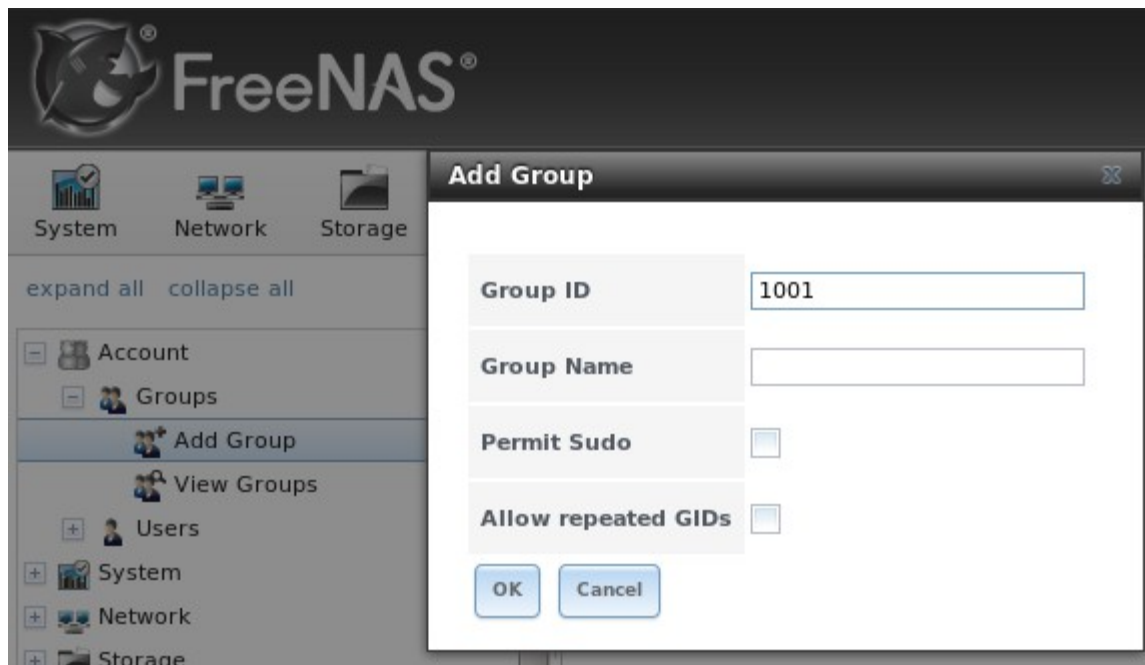 FreeNAS®
Add Group
System Network Storage
expand all collapse all
Account
Groups
Add Group
View Groups
Users
System
Network
Storage
Group ID 1001
Group Name
Permit Sudo
Allow repeated GIDs
OK Cancel